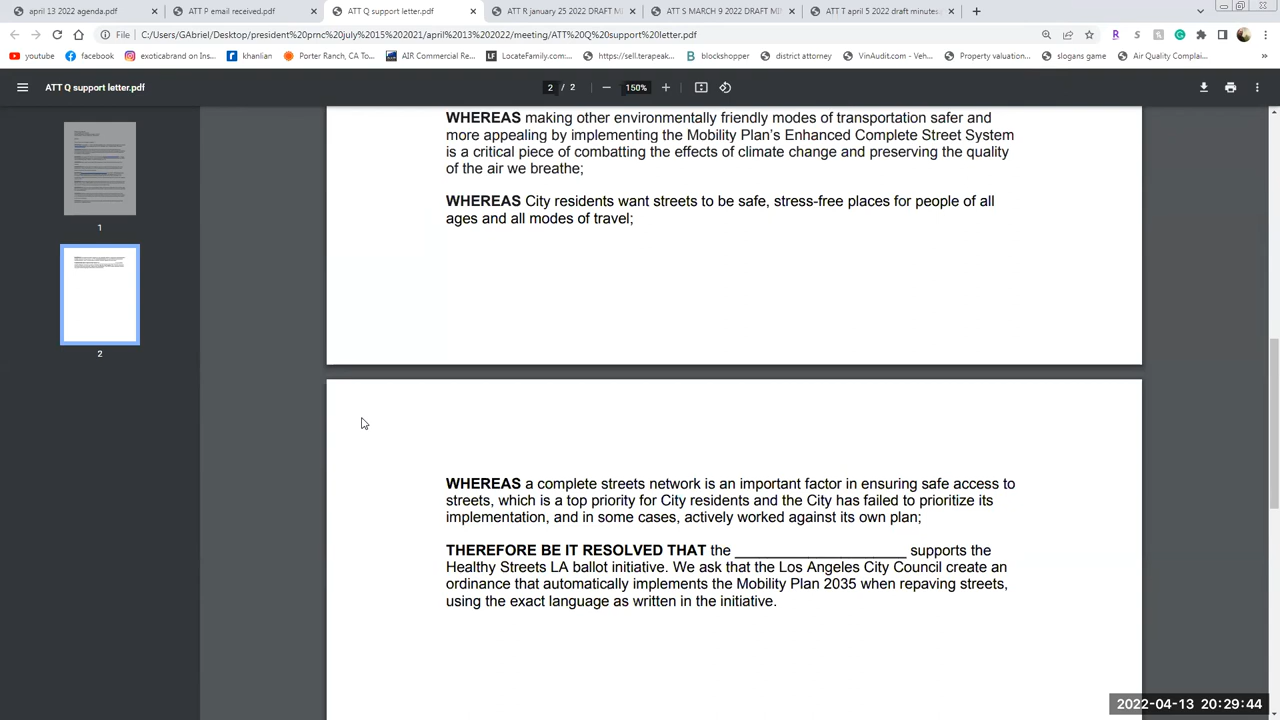 april 13 2022 agenda.pdf
ATT P email received.pdf
ATT Q support letter.pdf
ATT R january 25 2022 DRAFT MI
ATT S MARCH 9 2022 DRAFT MIN
ATT T april 5 2022 draft minutes.
File C:/Users/GAbriel/Desktop/president%20prnc%20july%2015%202021/april%2013%202022/meeting/ATT%20Q%20support%20letter.pdf
youtube facebook exoticabrand on Ins... khanlian Porter Ranch, CA To... AIR Commercial Re... LocateFamily.com:... https://sell.terapeak... blockshopper district attorney VinAudit.com - Veh... Property valuation... slogans game Air Quality Complai... »
ATT Q support letter.pdf 2 / 2 150%
1
2
WHEREAS making other environmentally friendly modes of transportation safer and
more appealing by implementing the Mobility Plan's Enhanced Complete Street System
is a critical piece of combatting the effects of climate change and preserving the quality
of the air we breathe;
WHEREAS City residents want streets to be safe, stress-free places for people of all
ages and all modes of travel;
WHEREAS a complete streets network is an important factor in ensuring safe access to
streets, which is a top priority for City residents and the City has failed to prioritize its
implementation, and in some cases, actively worked against its own plan;
THEREFORE BE IT RESOLVED THAT the _____________________ supports the
Healthy Streets LA ballot initiative. We ask that the Los Angeles City Council create an
ordinance that automatically implements the Mobility Plan 2035 when repaving streets,
using the exact language as written in the initiative.
2022-04-13 20:29:44